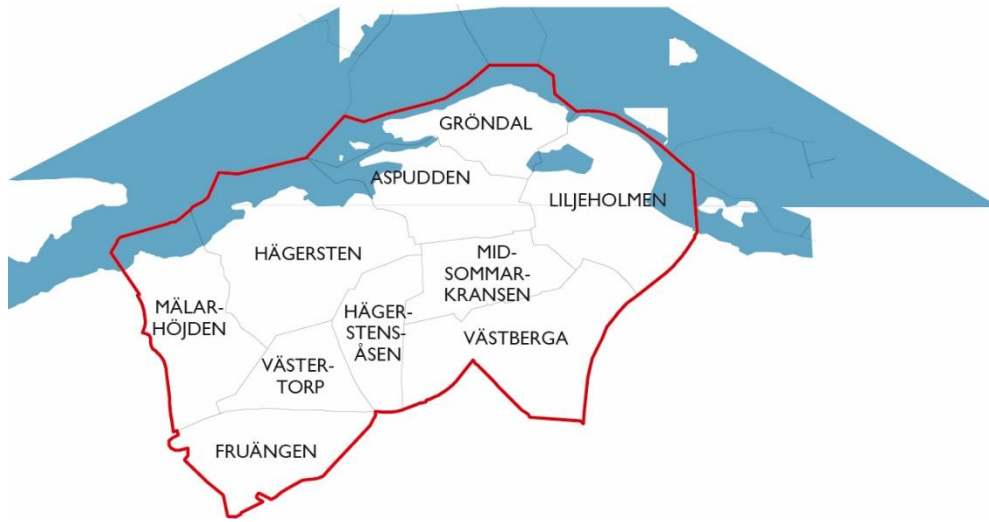 GRÖNDAL
ASPUDDEN
LILJEHOLMEN
HÄGERSTEN
MID-
SOMMAR-
KRANSEN
MÄLAR-
HÖJDEN
HÄGER-
STENS-
ÅSEN
VÄSTBERGA
VÄSTER-
TORP
FRUÄNGEN